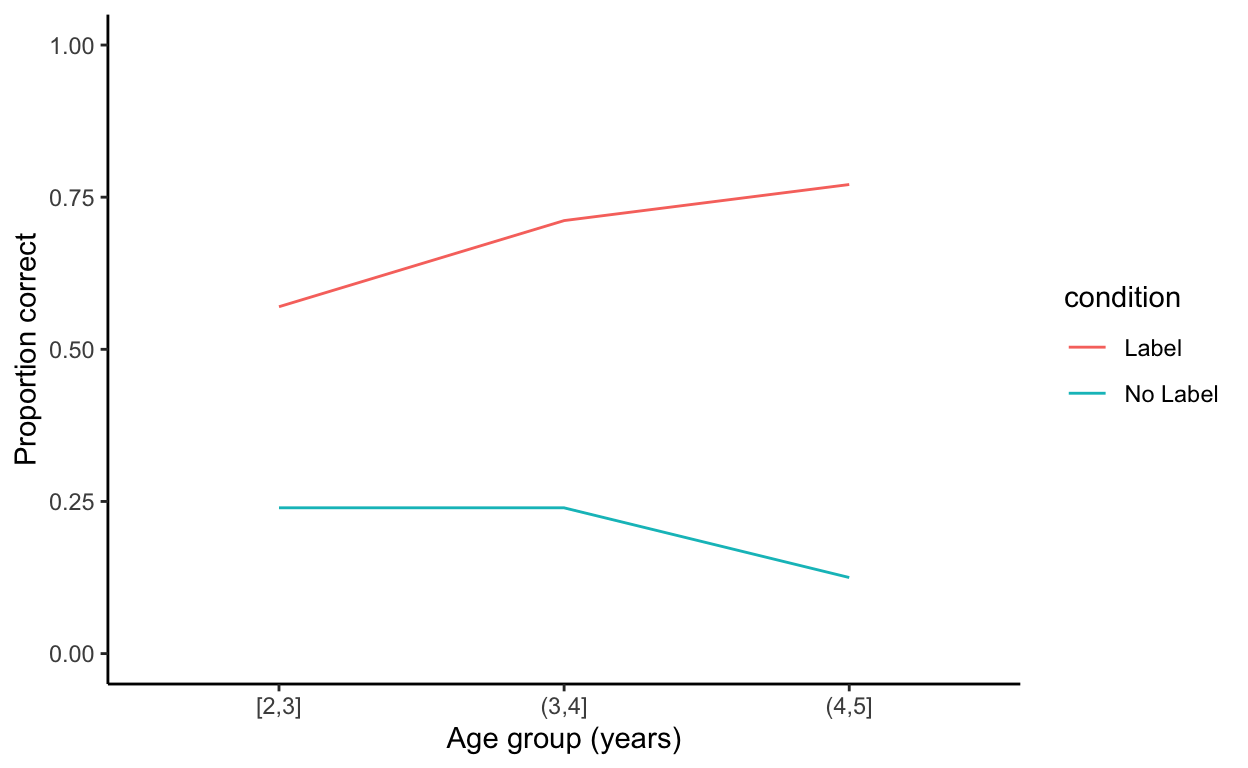 1.00
0.75
0.50
0.25
0.00
Proportion correct
[2,3]
(3,4]
(4,5]
Age group (years)
condition
Label
No Label